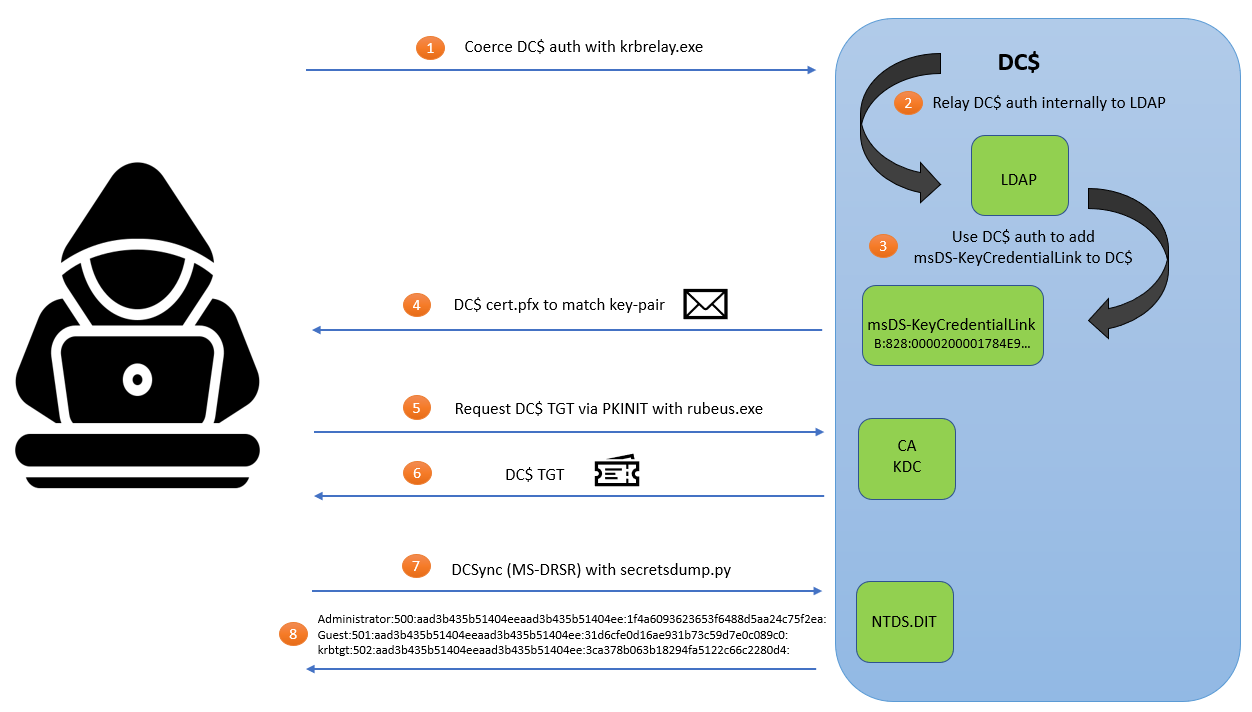 1 Coerce DC$ auth with krbrelay.exe
DC$
2 Relay DC$ auth internally to LDAP
LDAP
3 Use DC$ auth to add
msDS-KeyCredentialLink to DC$
4 DC$ cert.pfx to match key-pair
msDS-KeyCredentialLink
B:828:0000200001784E9...
5 Request DC$ TGT via PKINIT with rubeus.exe
CA
KDC
6 DC$ TGT
7 DCSync (MS-DRSR) with secretsdump.py
NTDS.DIT
8 Administrator:500:aad3b435b51404eeaad3b435b51404ee:1f4a6093623653f6488d5aa24c75f2ea:
Guest:501:aad3b435b51404eeaad3b435b51404ee:31d6cfe0d16ae931b73c59d7e0c089c0:
krbtgt:502:aad3b435b51404eeaad3b435b51404ee:3ca378b063b18294fa5122c66c2280d4: